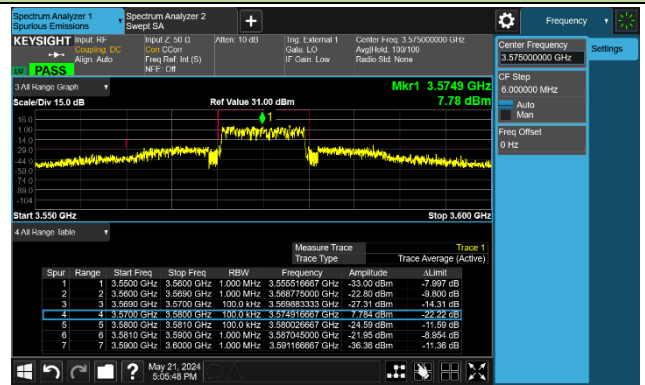 Spectrum Analyzer 1
Spurious Emissions
Spectrum Analyzer 2
Swept SA
Frequency
KEYSIGHT
Input: RF
Coupling: DC
Align: Auto
Input Z: 50 Ω
Corr CCorr
Freq Ref: Int (S)
NFE: Off
Atten: 10 dB
Trig: External 1
Gate: LO
IF Gain: Low
Center Freq: 3.575000000 GHz
Avg|Hold: 100/100
Radio Std: None
PASS
Center Frequency
3.575000000 GHz
Settings
CF Step
6.000000 MHz
Auto
Man
Freq Offset
0 Hz
3 All Range Graph
Mkr1 3.5749 GHz
Scale/Div 15.0 dB
Ref Value 31.00 dBm
7.78 dBm
1
16.0
1.00
-14.0
-29.0
-44.0
-59.0
-74.0
-89.0
-104
Start 3.550 GHz
Stop 3.600 GHz
4 All Range Table
Measure Trace Trace 1
Trace Type Trace Average (Active)
Spur Range Start Freq Stop Freq RBW Frequency Amplitude ΔLimit
1 1 3.5500 GHz 3.5600 GHz 1.000 MHz 3.555516667 GHz -33.00 dBm -7.997 dB
2 2 3.5600 GHz 3.5690 GHz 1.000 MHz 3.568775000 GHz -22.80 dBm -9.800 dB
3 3 3.5690 GHz 3.5700 GHz 100.0 kHz 3.569883333 GHz -27.31 dBm -14.31 dB
4 4 3.5700 GHz 3.5800 GHz 100.0 kHz 3.574916667 GHz 7.784 dBm -22.22 dB
5 5 3.5800 GHz 3.5810 GHz 100.0 kHz 3.580026667 GHz -24.59 dBm -11.59 dB
6 6 3.5810 GHz 3.5900 GHz 1.000 MHz 3.587045000 GHz -21.95 dBm -8.954 dB
7 7 3.5900 GHz 3.6000 GHz 1.000 MHz 3.591166667 GHz -36.36 dBm -11.36 dB
May 21, 2024
5:05:48 PM